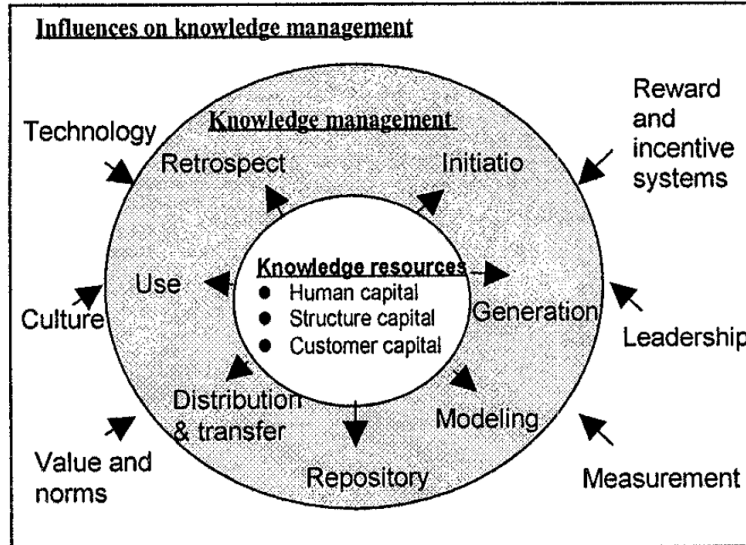 Influences on knowledge management
Knowledge management
Technology
Retrospect
Initiatio
Reward
and
incentive
systems
Knowledge resources
Use
● Human capital
● Structure capital
● Customer capital
Generation
Culture
Leadership
Distribution
& transfer
Modeling
Repository
Value and
norms
Measurement